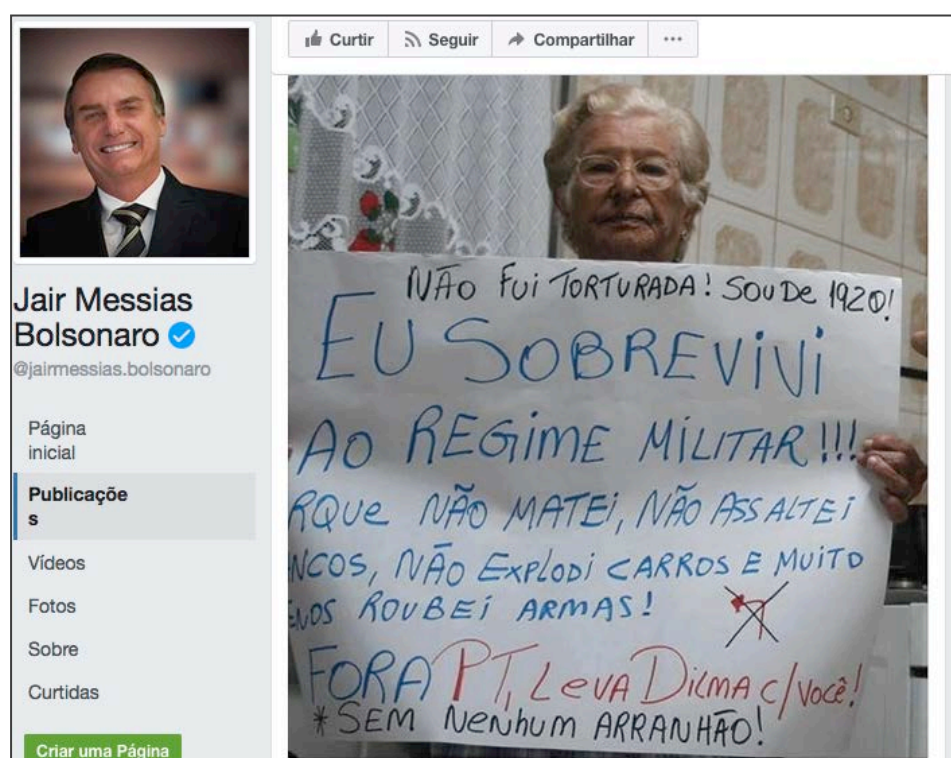 Curtir Seguir Compartilhar ...
Jair Messias
Bolsonaro
@jairmessias.bolsonaro
Página
inicial
Publicaçõe
s
Vídeos
Fotos
Sobre
Curtidas
Criar uma Página
NÃO FUI TORTURADA! SOU De 1920!
EU SOBREVIVI
AO REGIME MILITAR!!!
RQUe NÃO MATEI, NÃO ASSALTEI
NCOS, NÃO EXPLODI CARROS E MUITO
ENOS ROUBEI ARMAS!
FORA PT, LeVA DILMA C/VOCê!
*SEM NenHUM ARRANHÃO!